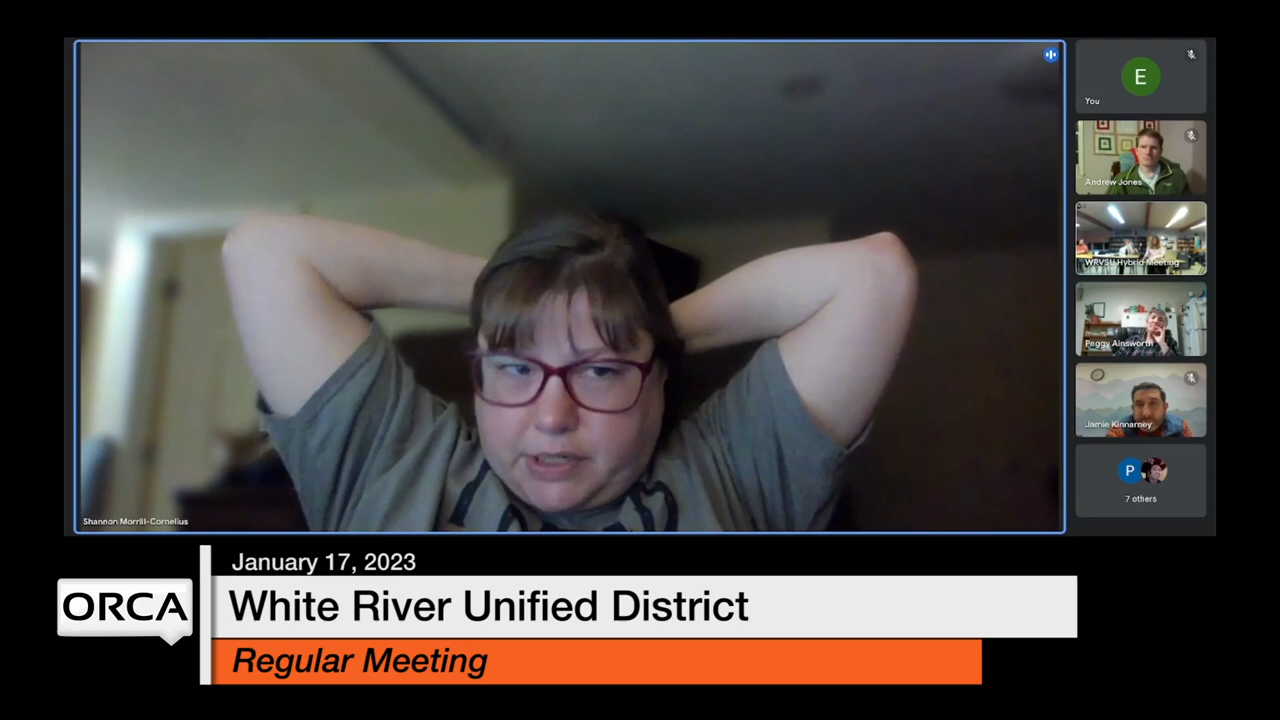 E
You
Andrew Jones
WRVSU Hybrid Meeting
Peggy Ainsworth
Jamie Kinnarney
P
7 others
Shannon Morrill-Cornelius
January 17, 2023
ORCA
White River Unified District
Regular Meeting